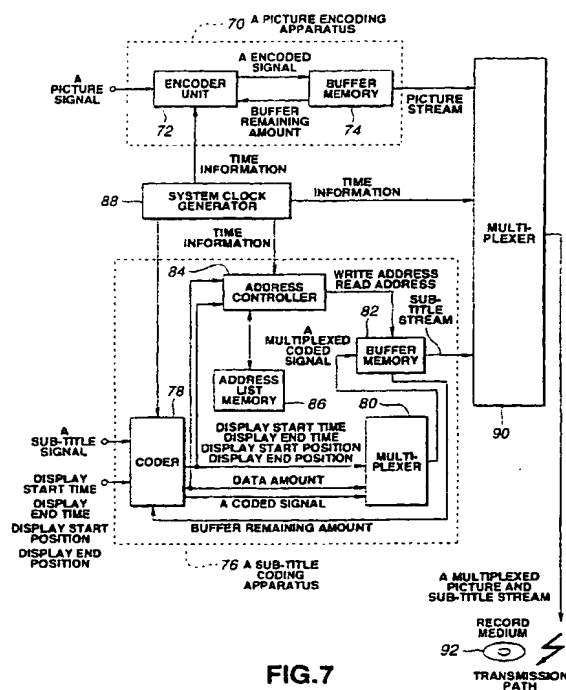 70
A PICTURE ENCODING
APPARATUS
A
PICTURE
SIGNAL
ENCODER
UNIT
72
A ENCODED
SIGNAL
BUFFER
REMAINING
AMOUNT
BUFFER
MEMORY
74
PICTURE
STREAM
TIME
INFORMATION
88
SYSTEM CLOCK
GENERATOR
TIME
INFORMATION
TIME
INFORMATION
MULTI-
PLEXER
90
84
ADDRESS
CONTROLLER
WRITE ADDRESS
READ ADDRESS
SUB-
TITLE
STREAM
82
A
MULTIPLEXED
CODED
SIGNAL
BUFFER
MEMORY
ADDRESS
LIST
MEMORY
86
78
80
A
SUB-TITLE
SIGNAL
CODER
DISPLAY START TIME
DISPLAY END TIME
DISPLAY START POSITION
DISPLAY END POSITION
MULTI-
PLEXER
DATA AMOUNT
A CODED SIGNAL
BUFFER REMAINING AMOUNT
DISPLAY
START TIME
DISPLAY
END TIME
DISPLAY START
POSITION
DISPLAY END
POSITION
76
A SUB-TITLE
CODING
APPARATUS
A MULTIPLEXED
PICTURE AND
SUB-TITLE STREAM
RECORD
MEDIUM
92
TRANSMISSION
PATH
FIG.7